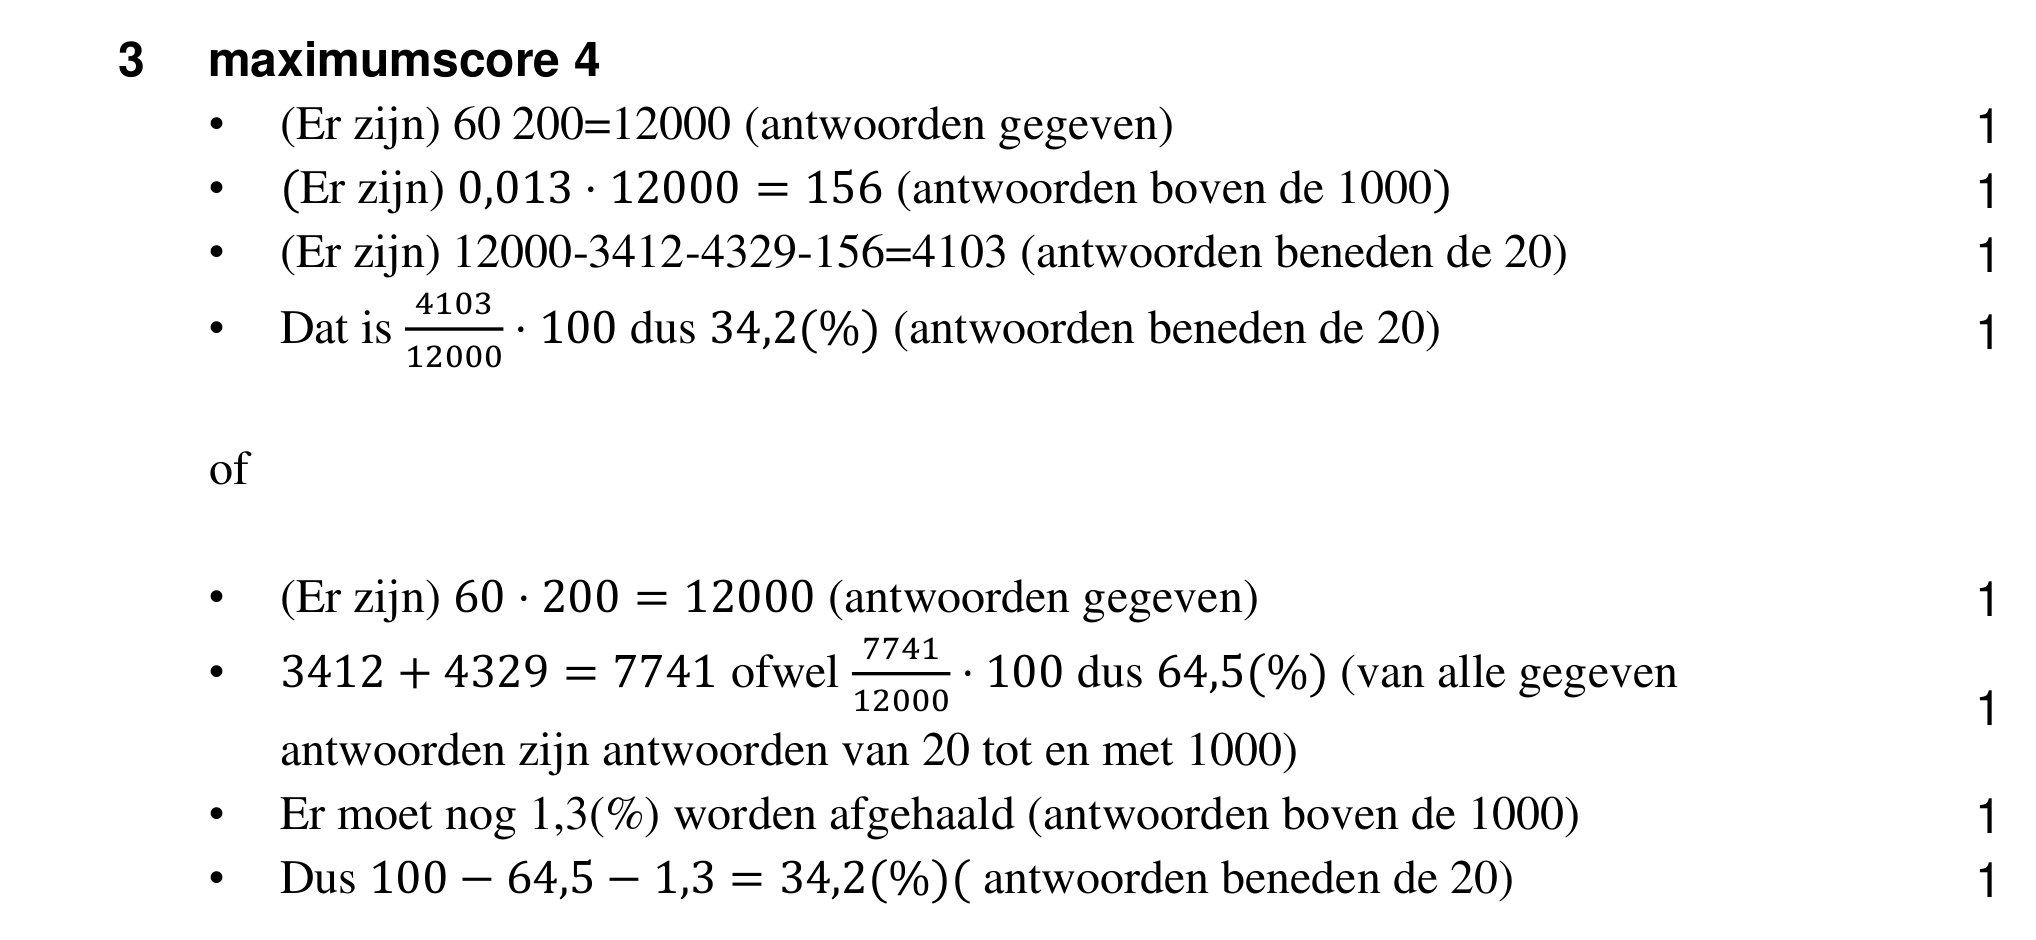 3 maximumscore 4
• (Er zijn) 60 200=12000 (antwoorden gegeven) 1
• (Er zijn) 0,013 · 12000 = 156 (antwoorden boven de 1000) 1
• (Er zijn) 12000-3412-4329-156=4103 (antwoorden beneden de 20) 1
• Dat is 4103/12000 · 100 dus 34,2(%) (antwoorden beneden de 20) 1
of
• (Er zijn) 60 · 200 = 12000 (antwoorden gegeven) 1
• 3412 + 4329 = 7741 ofwel 7741/12000 · 100 dus 64,5(%) (van alle gegeven
antwoorden zijn antwoorden van 20 tot en met 1000) 1
• Er moet nog 1,3(%) worden afgehaald (antwoorden boven de 1000) 1
• Dus 100 − 64,5 − 1,3 = 34,2(%)( antwoorden beneden de 20) 1